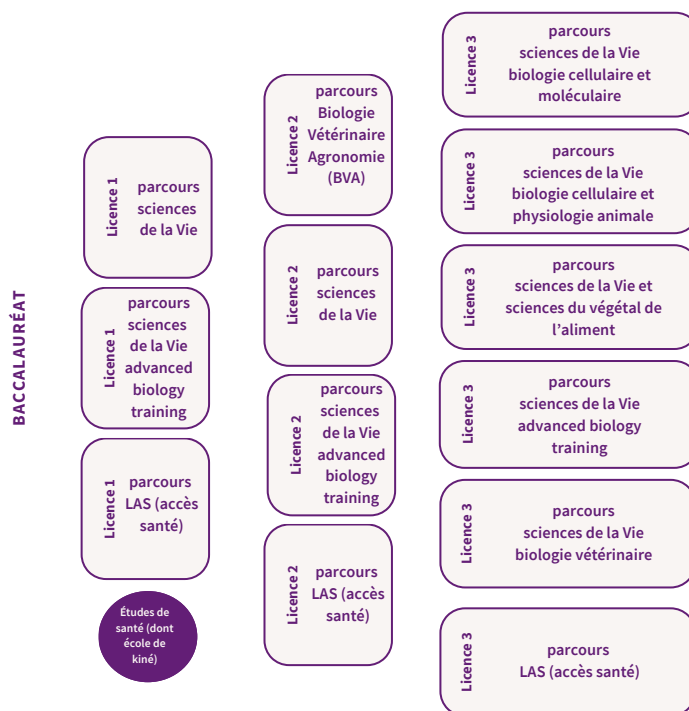 BACCALAURÉAT
Licence 1
parcours
sciences
de la Vie
Licence 1
parcours
sciences
de la Vie
advanced
biology
training
Licence 1
parcours
LAS (accès
santé)
Études de
santé (dont
école de
kiné)
Licence 2
parcours
Biologie
Vétérinaire
Agronomie
(BVA)
Licence 2
parcours
sciences
de la Vie
Licence 2
parcours
sciences
de la Vie
advanced
biology
training
Licence 2
parcours
LAS (accès
santé)
Licence 3
parcours
sciences de la Vie
biologie cellulaire et
moléculaire
Licence 3
parcours
sciences de la Vie
biologie cellulaire et
physiologie animale
Licence 3
parcours
sciences de la Vie et
sciences du végétal de
l’aliment
Licence 3
parcours
sciences de la Vie
advanced biology
training
Licence 3
parcours
sciences de la Vie
biologie vétérinaire
Licence 3
parcours
LAS (accès santé)